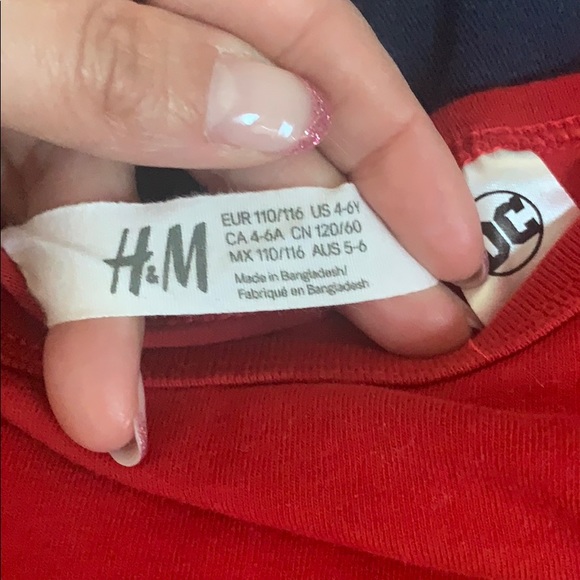 H&M
EUR 110/116 US 4-6Y
CA 4-6A CN 120/60
MX 110/116 AUS 5-6
Made in Bangladesh/
Fabriqué en Bangladesh
DC